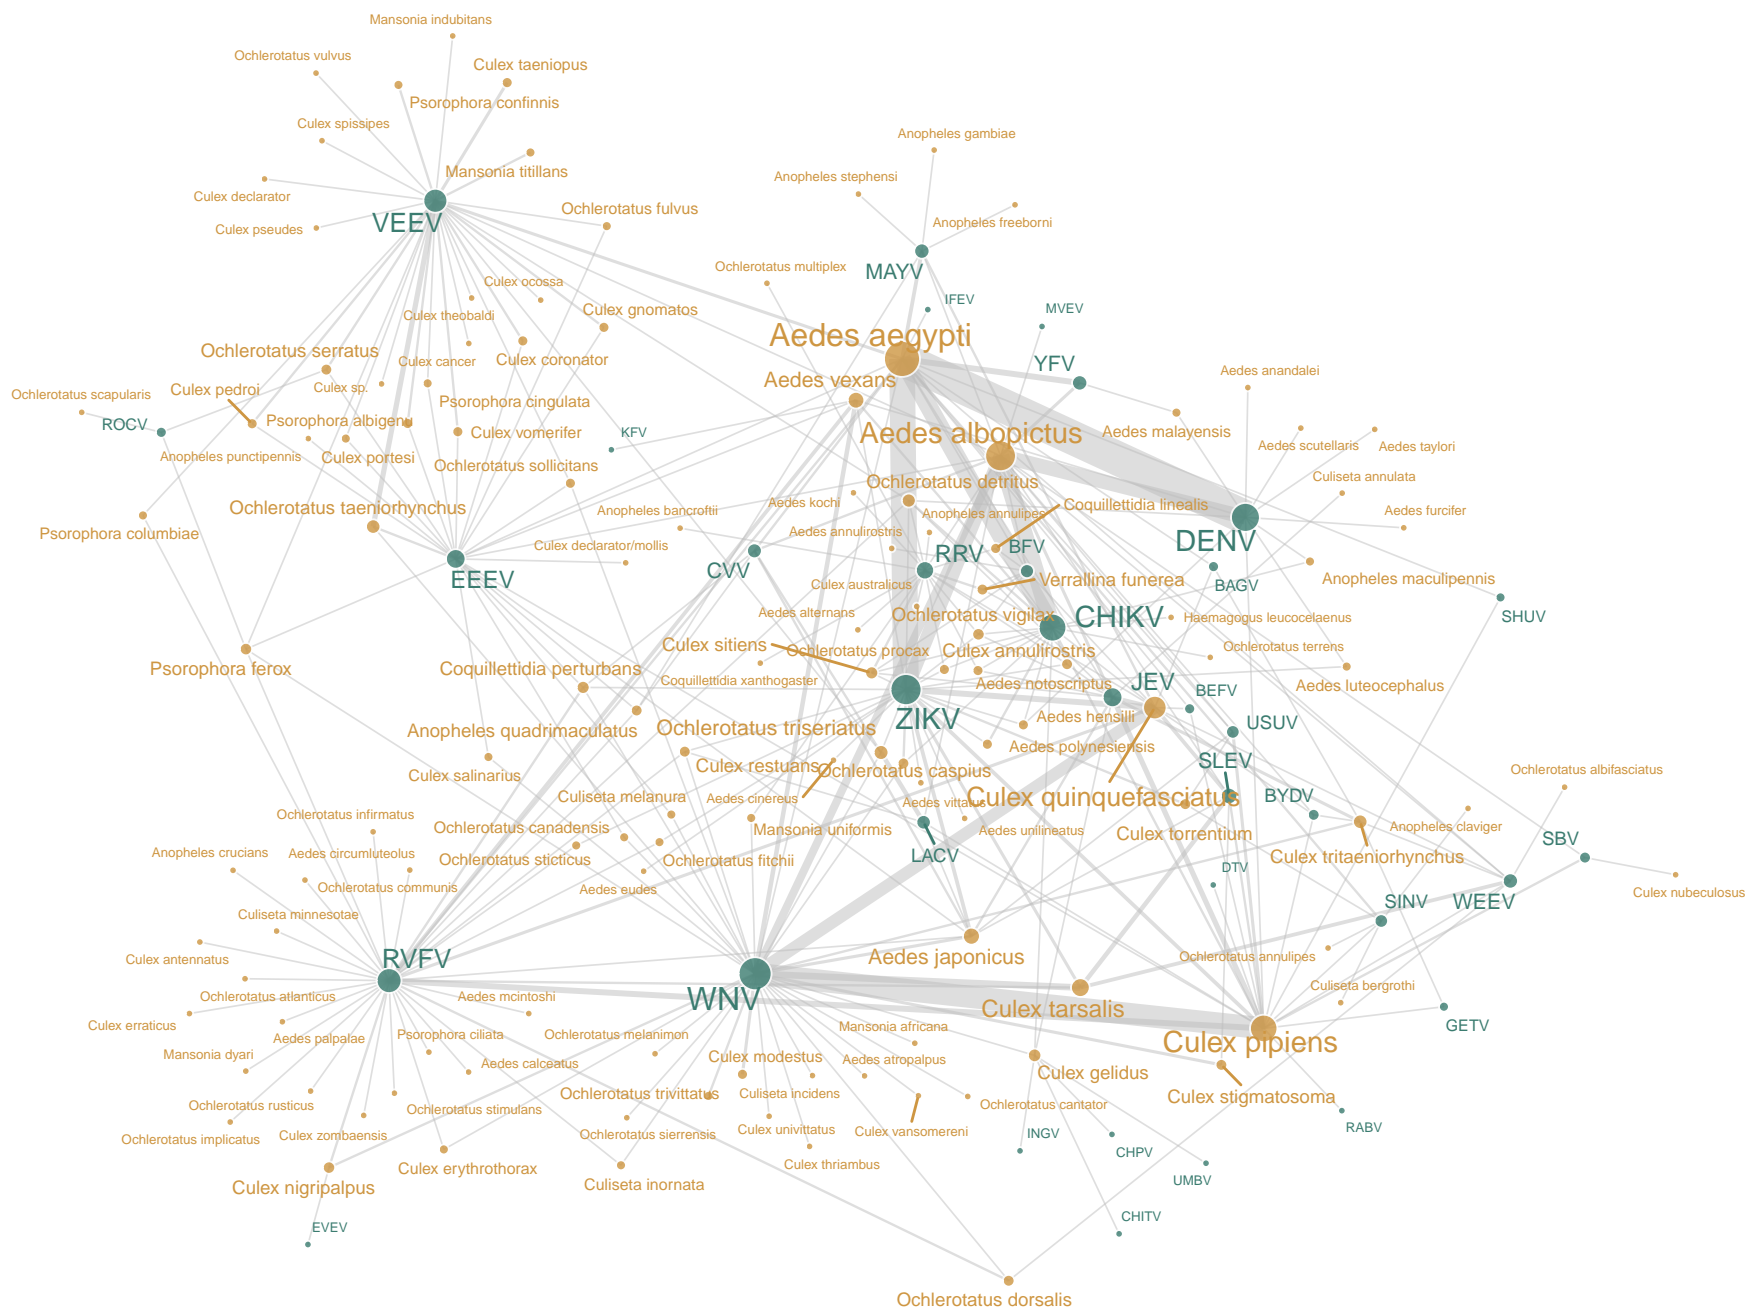 Mansonia indubitans
Ochlerotatus vulvus
Culex taeniopus
Psorophora confinnis
Culex spissipes
Anopheles gambiae
Mansonia titillans
Anopheles stephensi
Culex declarator
Ochlerotatus fulvus
VEEV
Anopheles freeborni
Culex pseudes
Ochlerotatus multiplex
MAYV
Culex ocossa
IFEV
MVEV
Culex theobaldi
Culex gnomatos
Aedes aegypti
Ochlerotatus serratus
Culex cancer
Culex coronator
YFV
Aedes vexans
Aedes anandalei
Ochlerotatus scapularis
Culex pedroi
Culex sp.
Psorophora cingulata
ROCV
Psorophora albigenu
Culex vomerifer
KFV
Aedes albopictus
Aedes malayensis
Aedes scutellaris
Aedes taylori
Anopheles punctipennis
Culex portesi
Ochlerotatus sollicitans
Culiseta annulata
Ochlerotatus detritus
Aedes kochi
Coquillettidia linealis
Ochlerotatus taeniorhynchus
Anopheles bancroftii
Anopheles annulipes
Aedes furcifer
Psorophora columbiae
Aedes annulirostris
DENV
Culex declarator/mollis
RRV
BFV
EEEV
CVV
Culex australicus
Verrallina funerea
BAGV
Anopheles maculipennis
Aedes alternans
Ochlerotatus vigilax
CHIKV
Haemagogus leucocelaenus
SHUV
Culex sitiens
Ochlerotatus procax
Culex annulirostris
Ochlerotatus terrens
Psorophora ferox
Coquillettidia perturbans
Coquillettidia xanthogaster
Aedes notoscriptus
JEV
Aedes luteocephalus
BEFV
ZIKV
Aedes hensilli
USUV
Anopheles quadrimaculatus
Ochlerotatus triseriatus
Aedes polynesiensis
Culex salinarius
Culex restuans
Ochlerotatus caspius
SLEV
Ochlerotatus albifasciatus
Culiseta melanura
Aedes cinereus
Aedes vittatus
Culex quinquefasciatus
BYDV
Ochlerotatus infirmatus
Ochlerotatus canadensis
Mansonia uniformis
Aedes unilineatus
Culex torrentium
Anopheles claviger
SBV
Anopheles crucians
Aedes circumluteolus
Ochlerotatus sticticus
Ochlerotatus fitchii
LACV
Culex tritaeniorhynchus
DTV
Ochlerotatus communis
Aedes eudes
Culex nubeculosus
SINV
WEEV
Culiseta minnesotae
Culex antennatus
RVFV
Aedes japonicus
Ochlerotatus annulipes
Culiseta bergrothi
Ochlerotatus atlanticus
Aedes mcintoshi
WNV
Culex tarsalis
Culex erraticus
Aedes palpalae
Psorophora ciliata
Ochlerotatus melanimon
Mansonia africana
Culex pipiens
GETV
Mansonia dyari
Aedes calceatus
Culex modestus
Aedes atropalpus
Culex gelidus
Ochlerotatus rusticus
Ochlerotatus stimulans
Ochlerotatus trivittatus
Culiseta incidens
Ochlerotatus cantator
Culex stigmatosoma
Ochlerotatus implicatus
Culex zombaensis
Ochlerotatus sierrensis
Culex univittatus
Culex vansomereni
INGV
CHPV
RABV
Culex erythrothorax
Culex thriambus
Culex nigripalpus
Culiseta inornata
UMBV
EVEV
CHITV
Ochlerotatus dorsalis